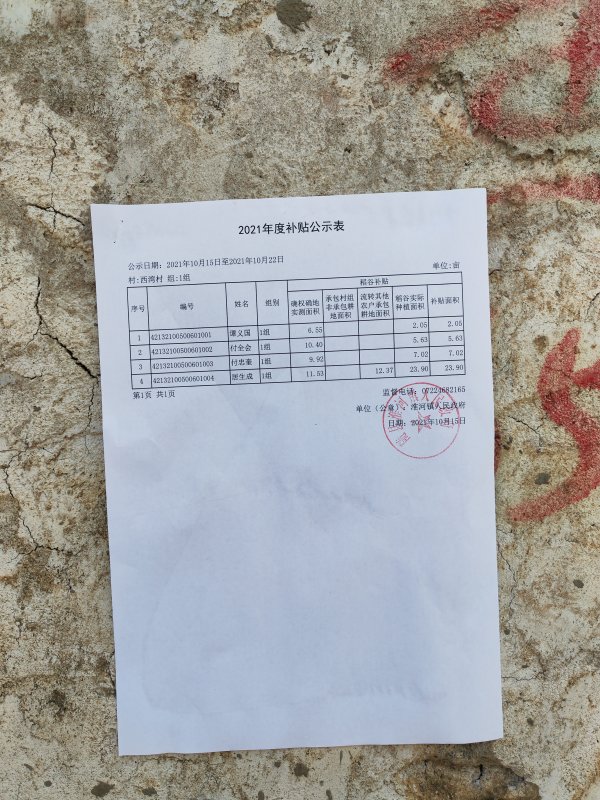 2021年度补贴公示表
公示日期：2021年10月15日至2021年10月22日
村：西湾村 组：1组 单位：亩
序号 编号 姓名 组别 稻谷补贴
确权确地实测面积 承包村组非承包耕地面积 流转其他农户承包耕地面积 稻谷实际种植面积 补贴面积
1 42132100500601001 谭义国 1组 6.55 2.05 2.05
2 42132100500601002 付全会 1组 10.40 5.63 5.63
3 42132100500601003 付忠秦 1组 9.92 7.02 7.02
4 42132100500601004 居生成 1组 11.53 12.37 23.90 23.90
第1页 共1页
监督电话：07224682165
单位（公章）：淮河镇人民政府
日期：2021年10月15日